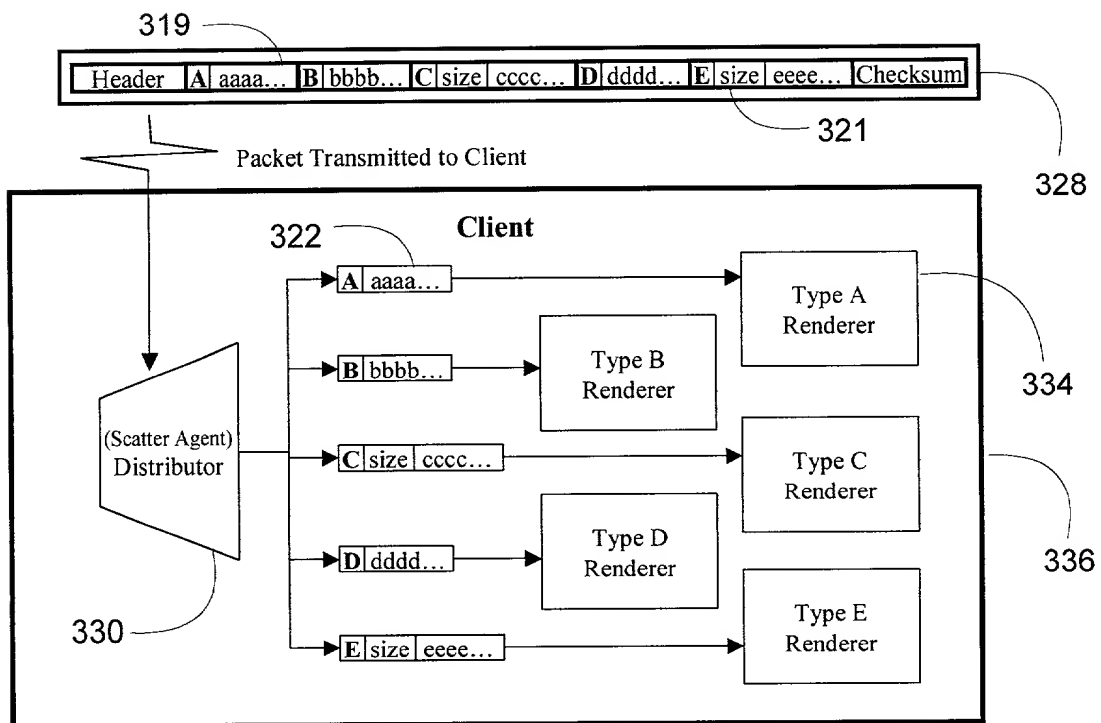 319
Header A aaaa... B bbbb... C size cccc... D dddd... E size eeee... Checksum
321
328
Packet Transmitted to Client
Client
322
A aaaa...
Type A
Renderer
334
B bbbb...
Type B
Renderer
(Scatter Agent)
Distributor
C size cccc...
Type C
Renderer
336
D dddd...
Type D
Renderer
330
E size eeee...
Type E
Renderer